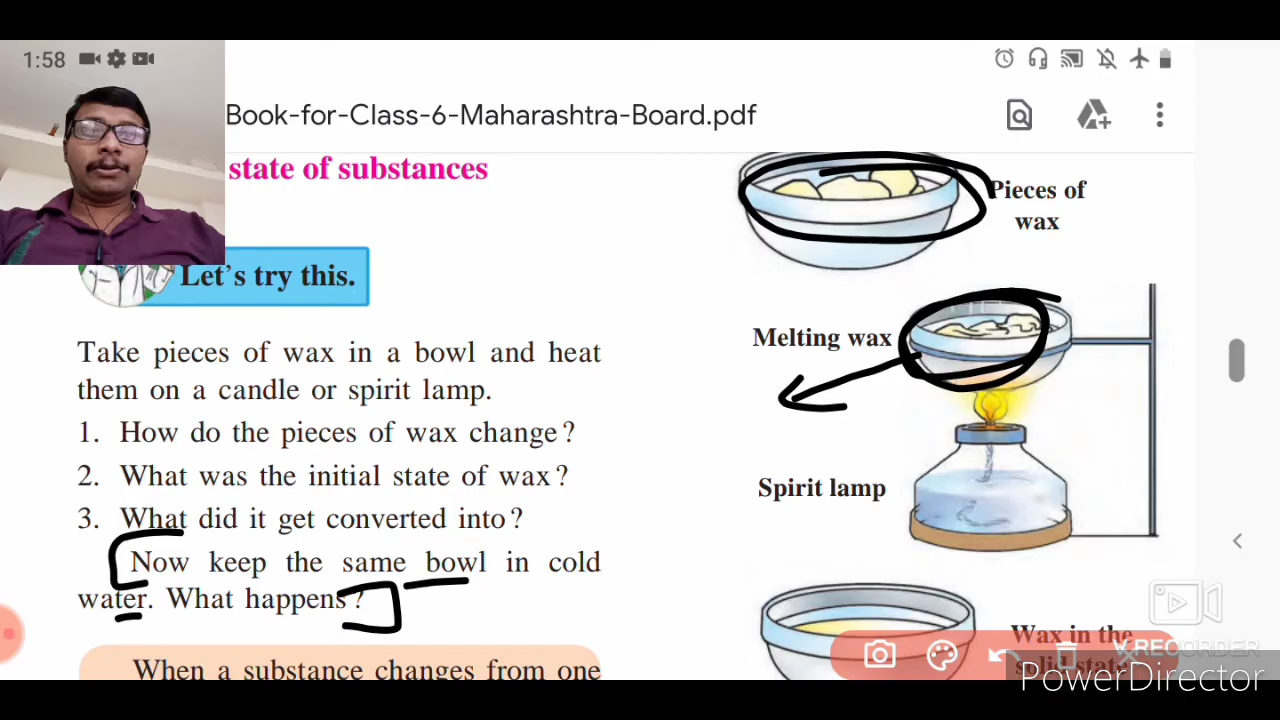 1:58
Book-for-Class-6-Maharashtra-Board.pdf
state of substances
Let's try this.
Take pieces of wax in a bowl and heat
them on a candle or spirit lamp.
1. How do the pieces of wax change?
2. What was the initial state of wax?
3. What did it get converted into?
Now keep the same bowl in cold
water. What happens?
When a substance changes from one
Pieces of
wax
Melting wax
Spirit lamp
Wax in the
solid state
XRECORDER
PowerDirector